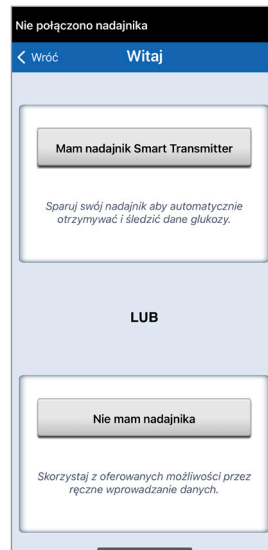 Nie połączono nadajnika
Wróć
Witaj
Mam nadajnik Smart Transmitter
Sparuj swój nadajnik aby automatycznie
otrzymywać i śledzić dane glukozy.
LUB
Nie mam nadajnika
Skorzystaj z oferowanych możliwości przez
ręczne wprowadzanie danych.